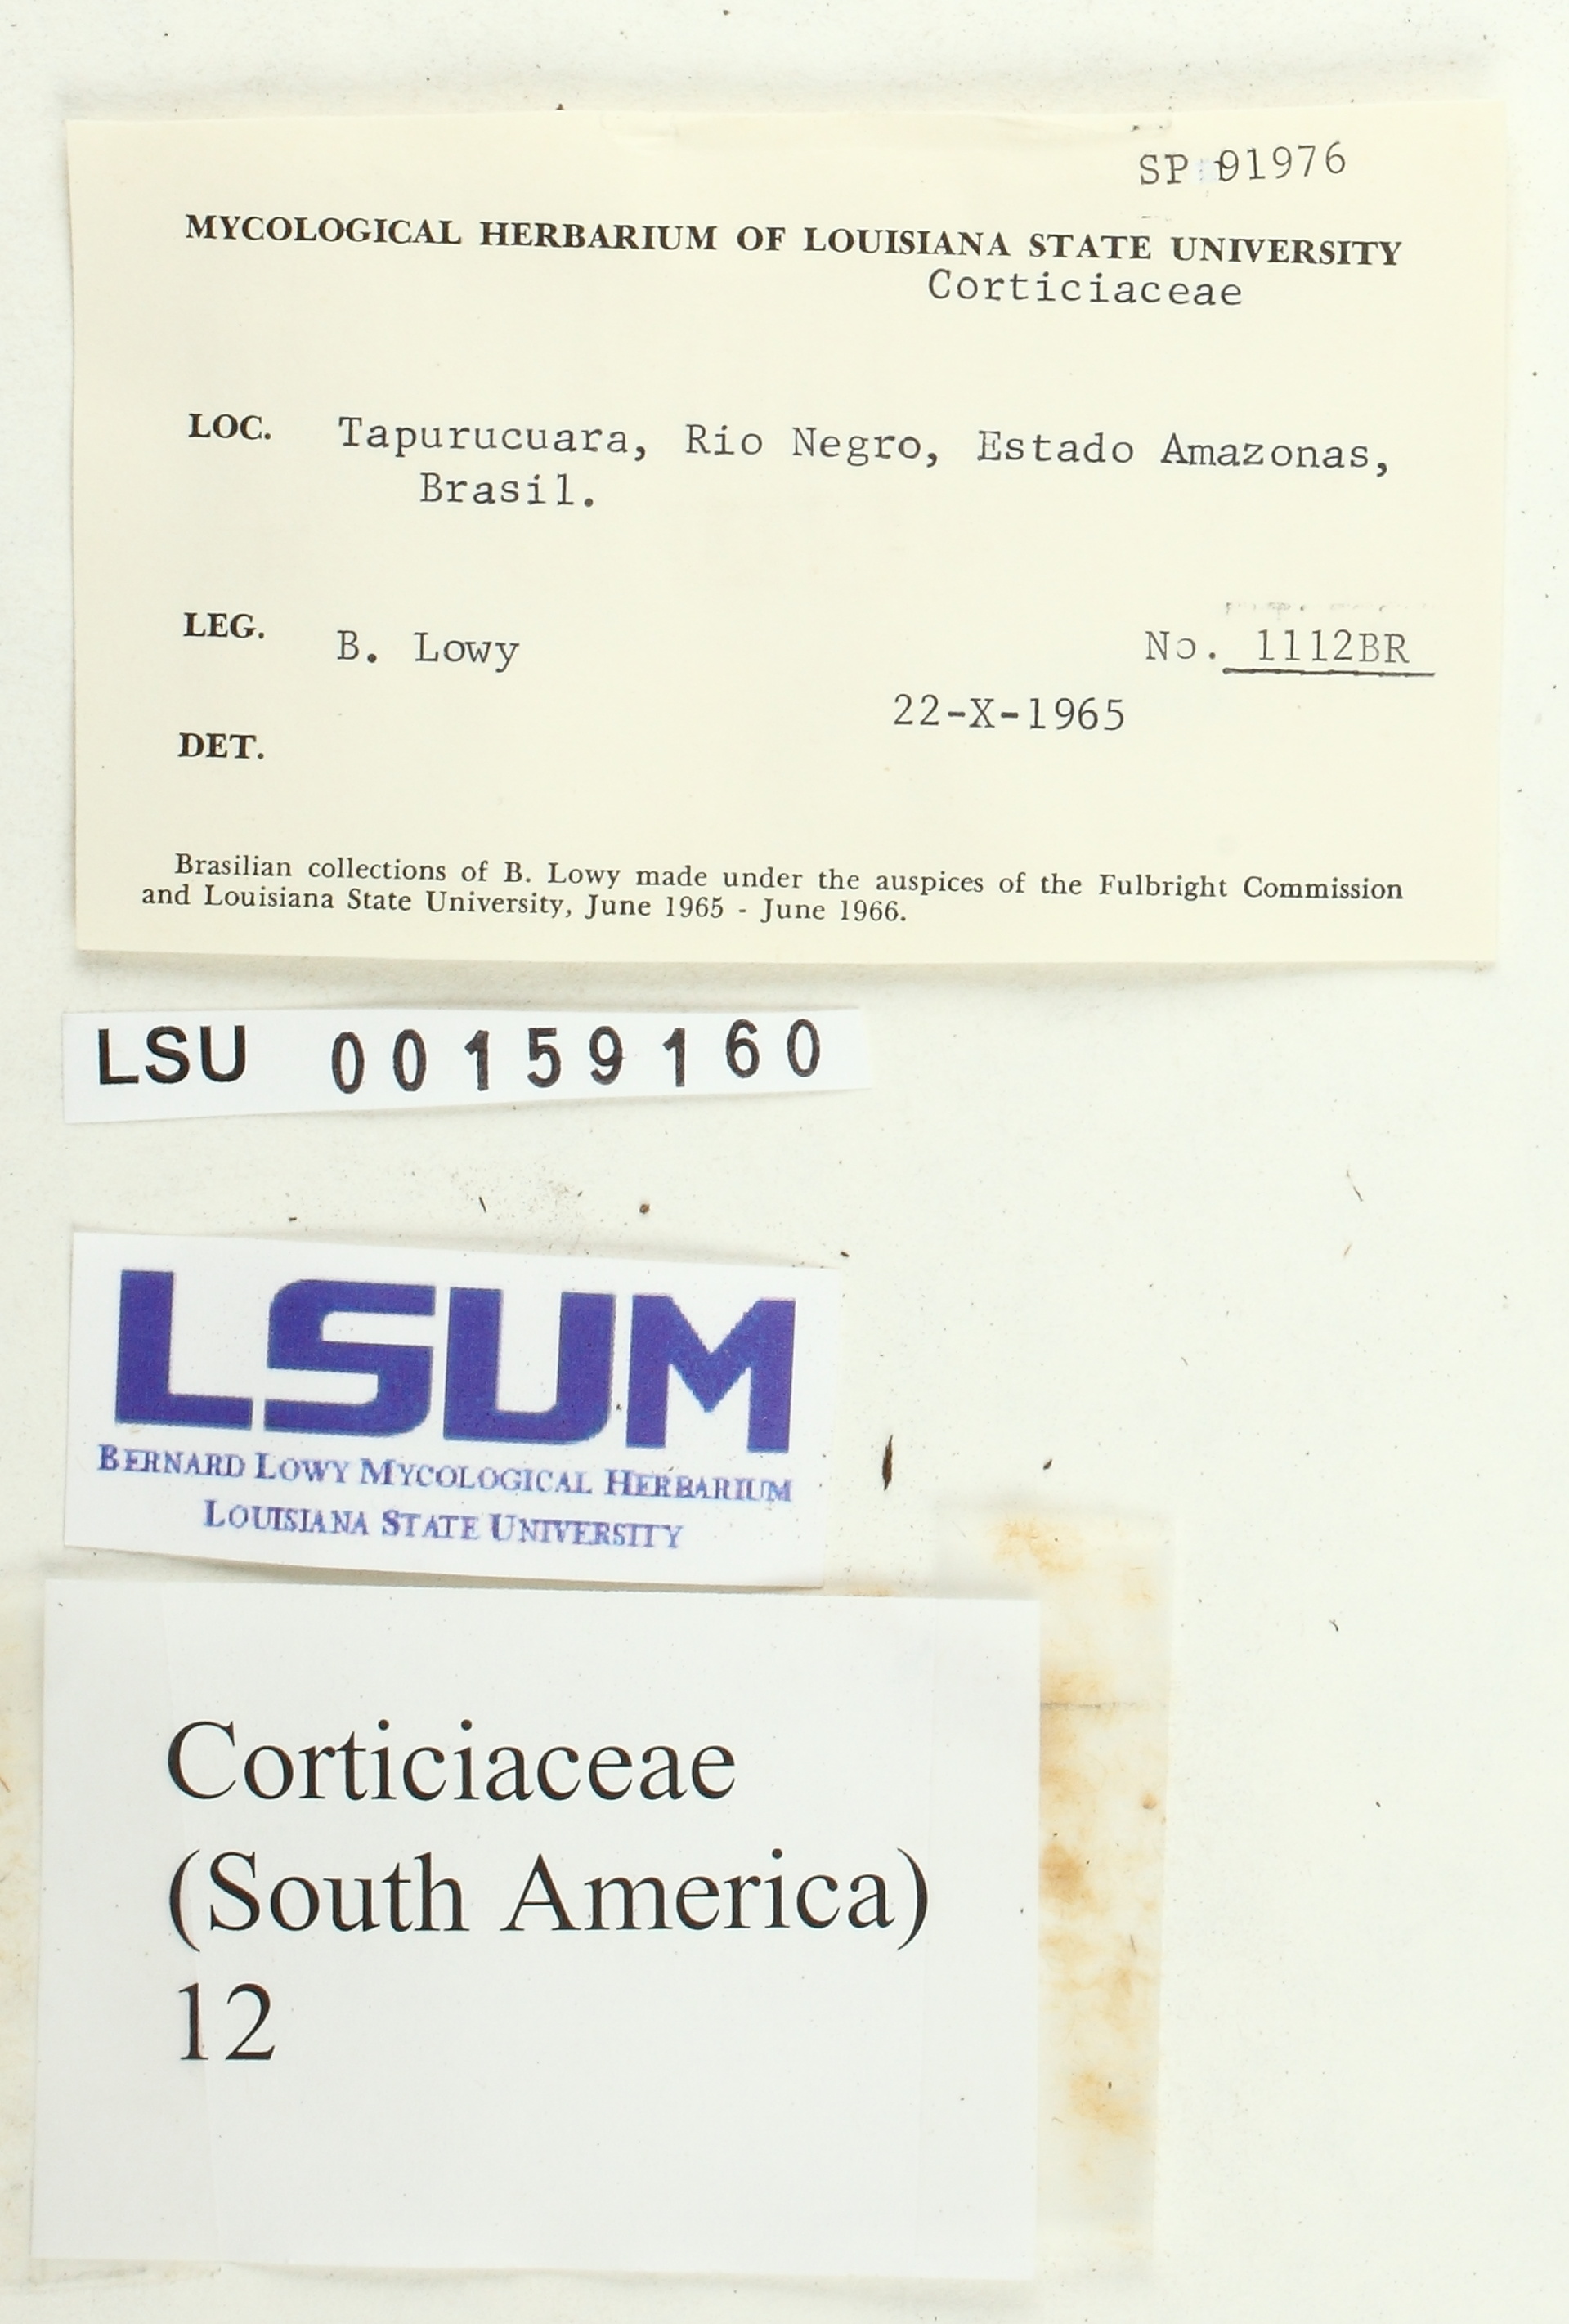 SP 91976
MYCOLOGICAL HERBARIUM OF LOUISIANA STATE UNIVERSITY
Corticiaceae
LOC. Tapurucuara, Rio Negro, Estado Amazonas,
Brasil.
LEG. B. Lowy No. 1112BR
22-X-1965
DET.
Brasilian collections of B. Lowy made under the auspices of the Fulbright Commission
and Louisiana State University, June 1965 - June 1966.
LSU 00159160
LSUM
BERNARD LOWY MYCOLOGICAL HERBARIUM
LOUISIANA STATE UNIVERSITY
Corticiaceae
(South America)
12